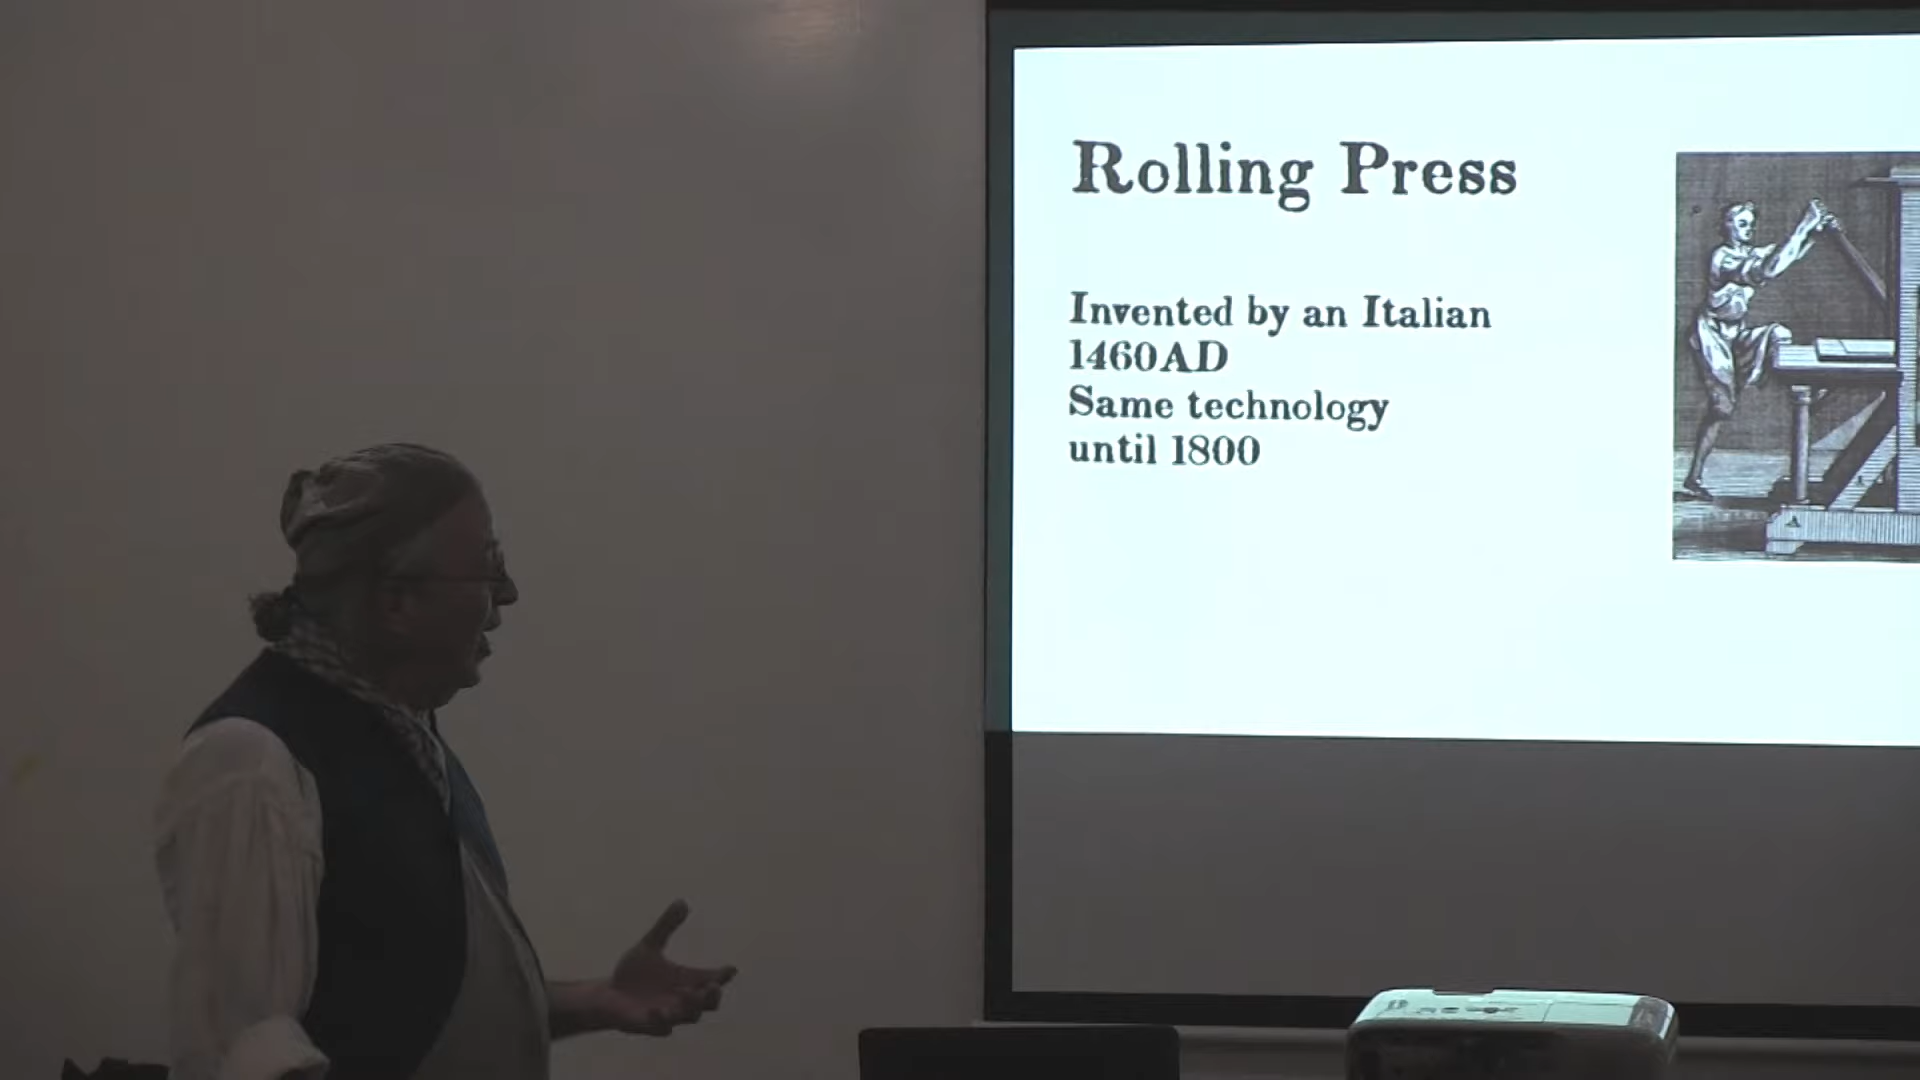 Rolling Press
Invented by an Italian
1460AD
Same technology
until 1800
A